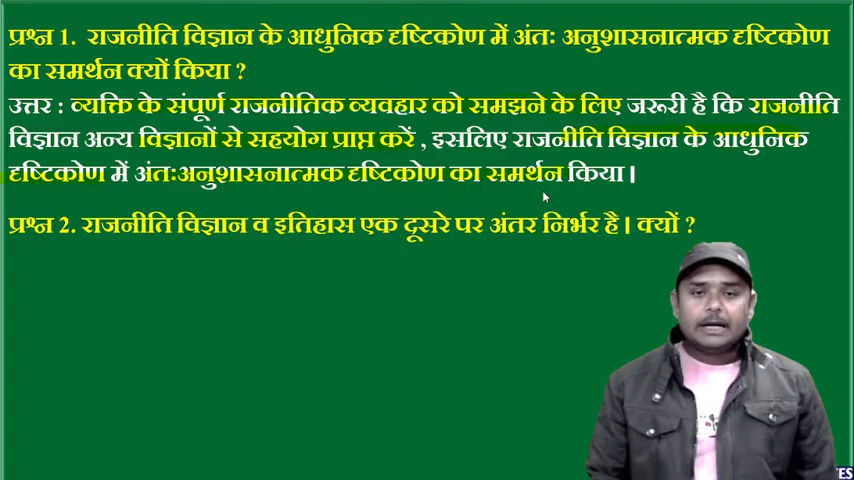 प्रश्न 1. राजनीति विज्ञान के आधुनिक दृष्टिकोण में अंतः अनुशासनात्मक दृष्टिकोण
का समर्थन क्यों किया ?
उत्तर : व्यक्ति के संपूर्ण राजनीतिक व्यवहार को समझने के लिए जरूरी है कि राजनीति
विज्ञान अन्य विज्ञानों से सहयोग प्राप्त करें , इसलिए राजनीति विज्ञान के आधुनिक
दृष्टिकोण में अंतःअनुशासनात्मक दृष्टिकोण का समर्थन किया |
प्रश्न 2. राजनीति विज्ञान व इतिहास एक दूसरे पर अंतर निर्भर है | क्यों ?